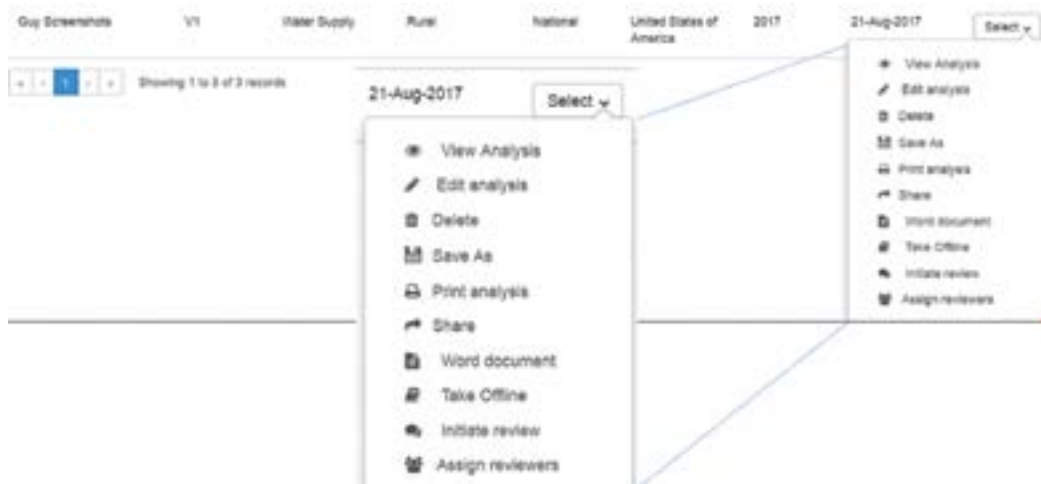 Guy Screenshots V1 Water Supply Rural National United States of America 2017 21-Aug-2017 Select
1 Showing 1 to 3 of 3 records
21-Aug-2017 Select
View Analysis
Edit analysis
Delete
Save As
Print analysis
Share
Word document
Take Offline
Initiate review
Assign reviewers
View Analysis
Edit analysis
Delete
Save As
Print analysis
Share
Word document
Take Offline
Initiate review
Assign reviewers